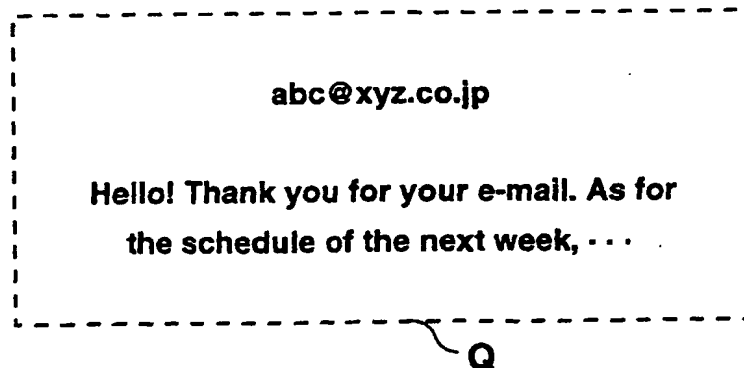 abc@xyz.co.jp
Hello! Thank you for your e-mail. As for
the schedule of the next week, · · ·
Q